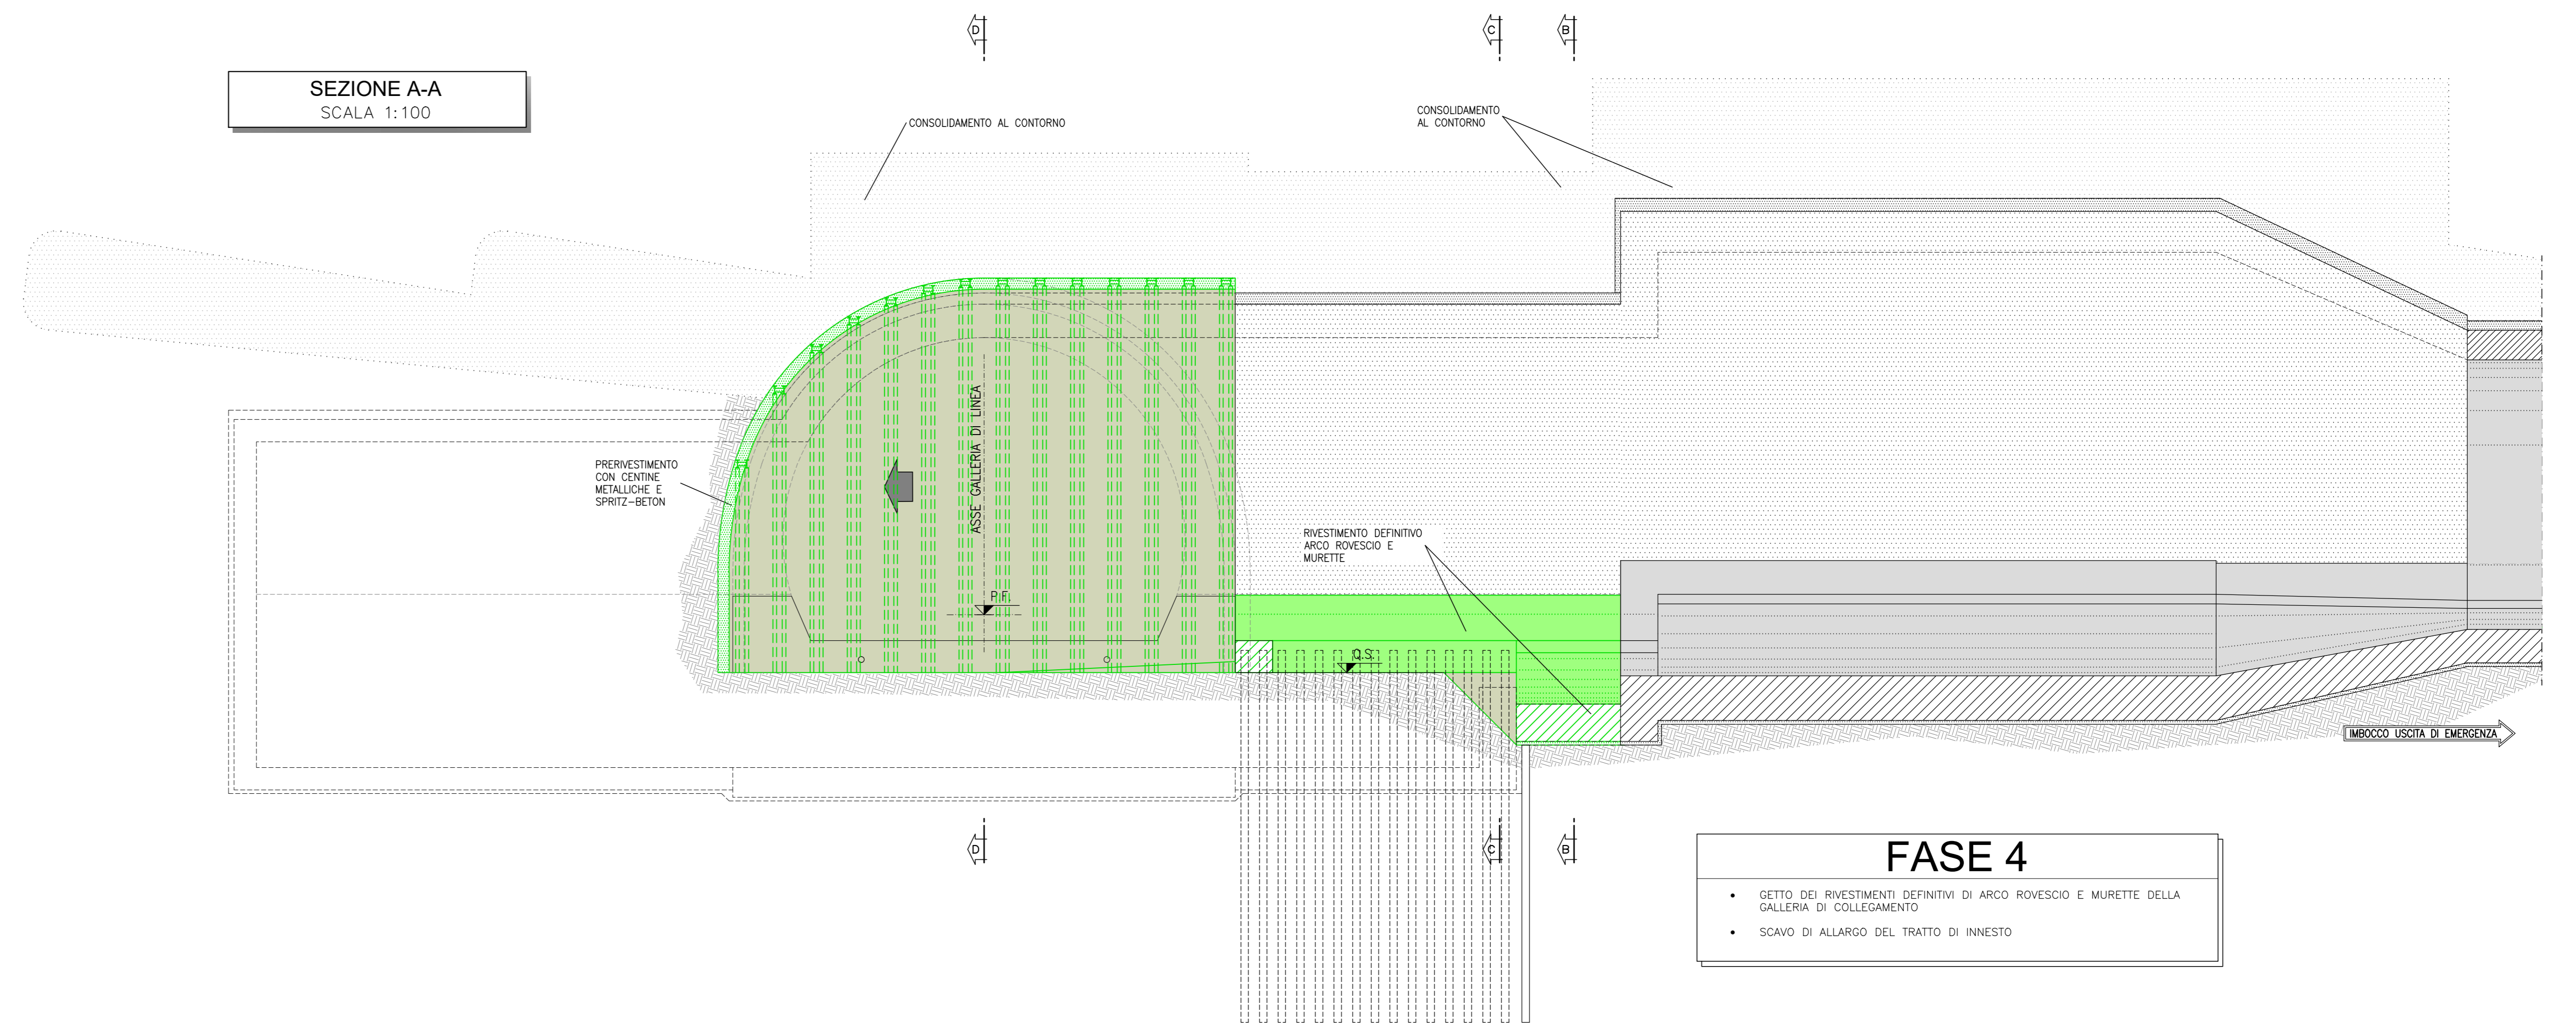 D
C
B
SEZIONE A-A
SCALA 1:100
CONSOLIDAMENTO AL CONTORNO
CONSOLIDAMENTO
AL CONTORNO
PRERIVESTIMENTO
CON CENTINE
METALLICHE E
SPRITZ-BETON
ASSE GALLERIA DI LINEA
P.F.
RIVESTIMENTO DEFINITIVO
ARCO ROVESCIO E
MURETTE
Q.S.
IMBOCCO USCITA DI EMERGENZA
D
C
B
FASE 4
• GETTO DEI RIVESTIMENTI DEFINITIVI DI ARCO ROVESCIO E MURETTE DELLA
GALLERIA DI COLLEGAMENTO
• SCAVO DI ALLARGO DEL TRATTO DI INNESTO